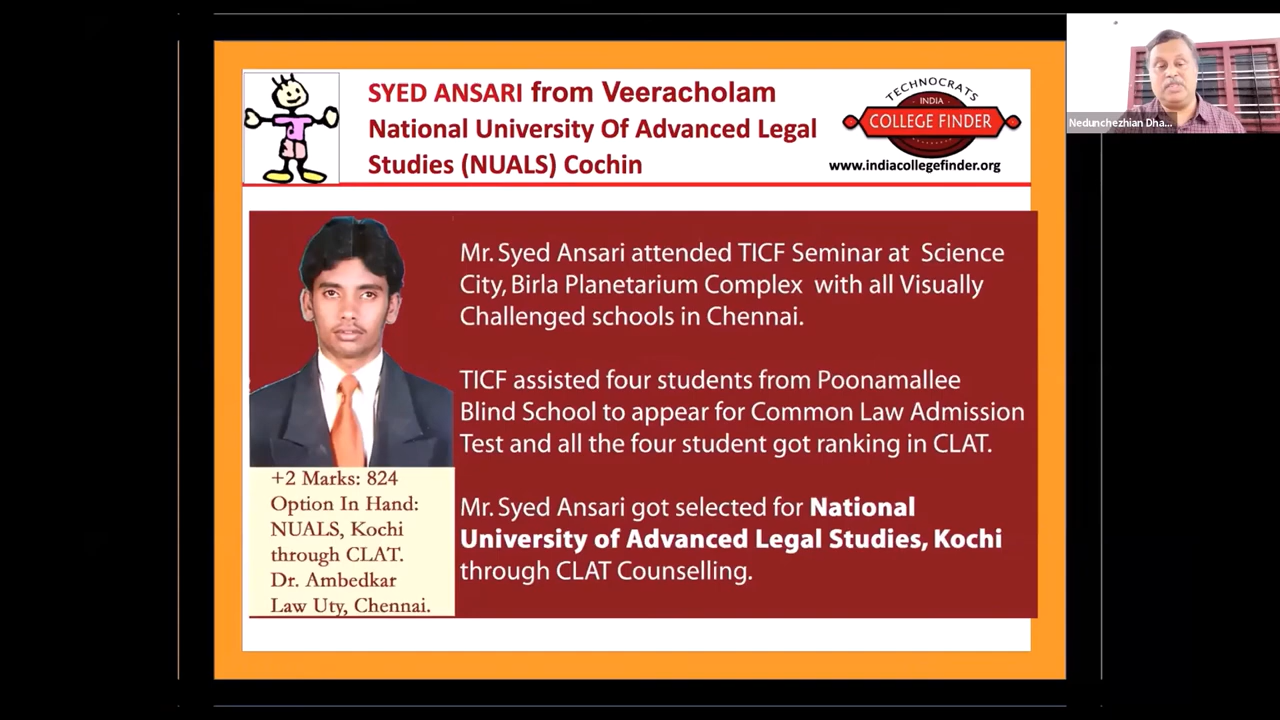 SYED ANSARI from Veeracholam
National University Of Advanced Legal
Studies (NUALS) Cochin
TECHNOCRATS
INDIA
COLLEGE FINDER
www.indiacollegefinder.org
Nedunchezhian Dha...
Mr. Syed Ansari attended TICF Seminar at Science
City, Birla Planetarium Complex with all Visually
Challenged schools in Chennai.
TICF assisted four students from Poonamallee
Blind School to appear for Common Law Admission
Test and all the four student got ranking in CLAT.
Mr. Syed Ansari got selected for National
University of Advanced Legal Studies, Kochi
through CLAT Counselling.
+2 Marks: 824
Option In Hand:
NUALS, Kochi
through CLAT.
Dr. Ambedkar
Law Uty, Chennai.